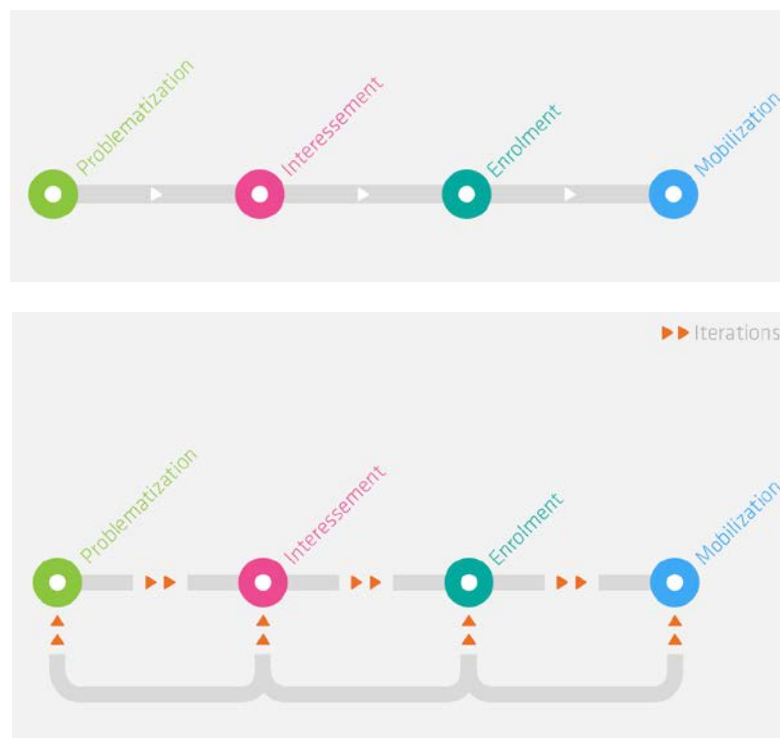 Problematization
Interessement
Enrolment
Mobilization
Iterations
Problematization
Interessement
Enrolment
Mobilization